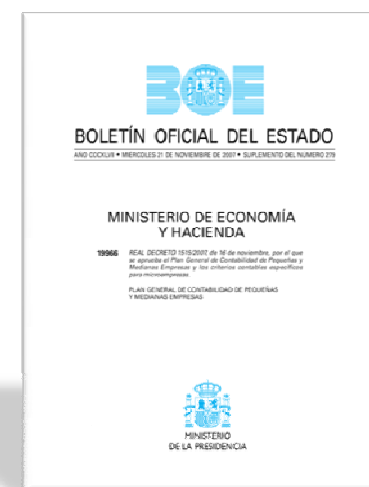 BOE
BOLETÍN OFICIAL DEL ESTADO
AÑO CCCXLVII • MIÉRCOLES 21 DE NOVIEMBRE DE 2007 • SUPLEMENTO DEL NÚMERO 279
MINISTERIO DE ECONOMÍA
Y HACIENDA
19966 REAL DECRETO 1515/2007, de 16 de noviembre, por el que
se aprueba el Plan General de Contabilidad de Pequeñas y
Medianas Empresas y los criterios contables específicos
para microempresas.
PLAN GENERAL DE CONTABILIDAD DE PEQUEÑAS
Y MEDIANAS EMPRESAS
MINISTERIO
DE LA PRESIDENCIA